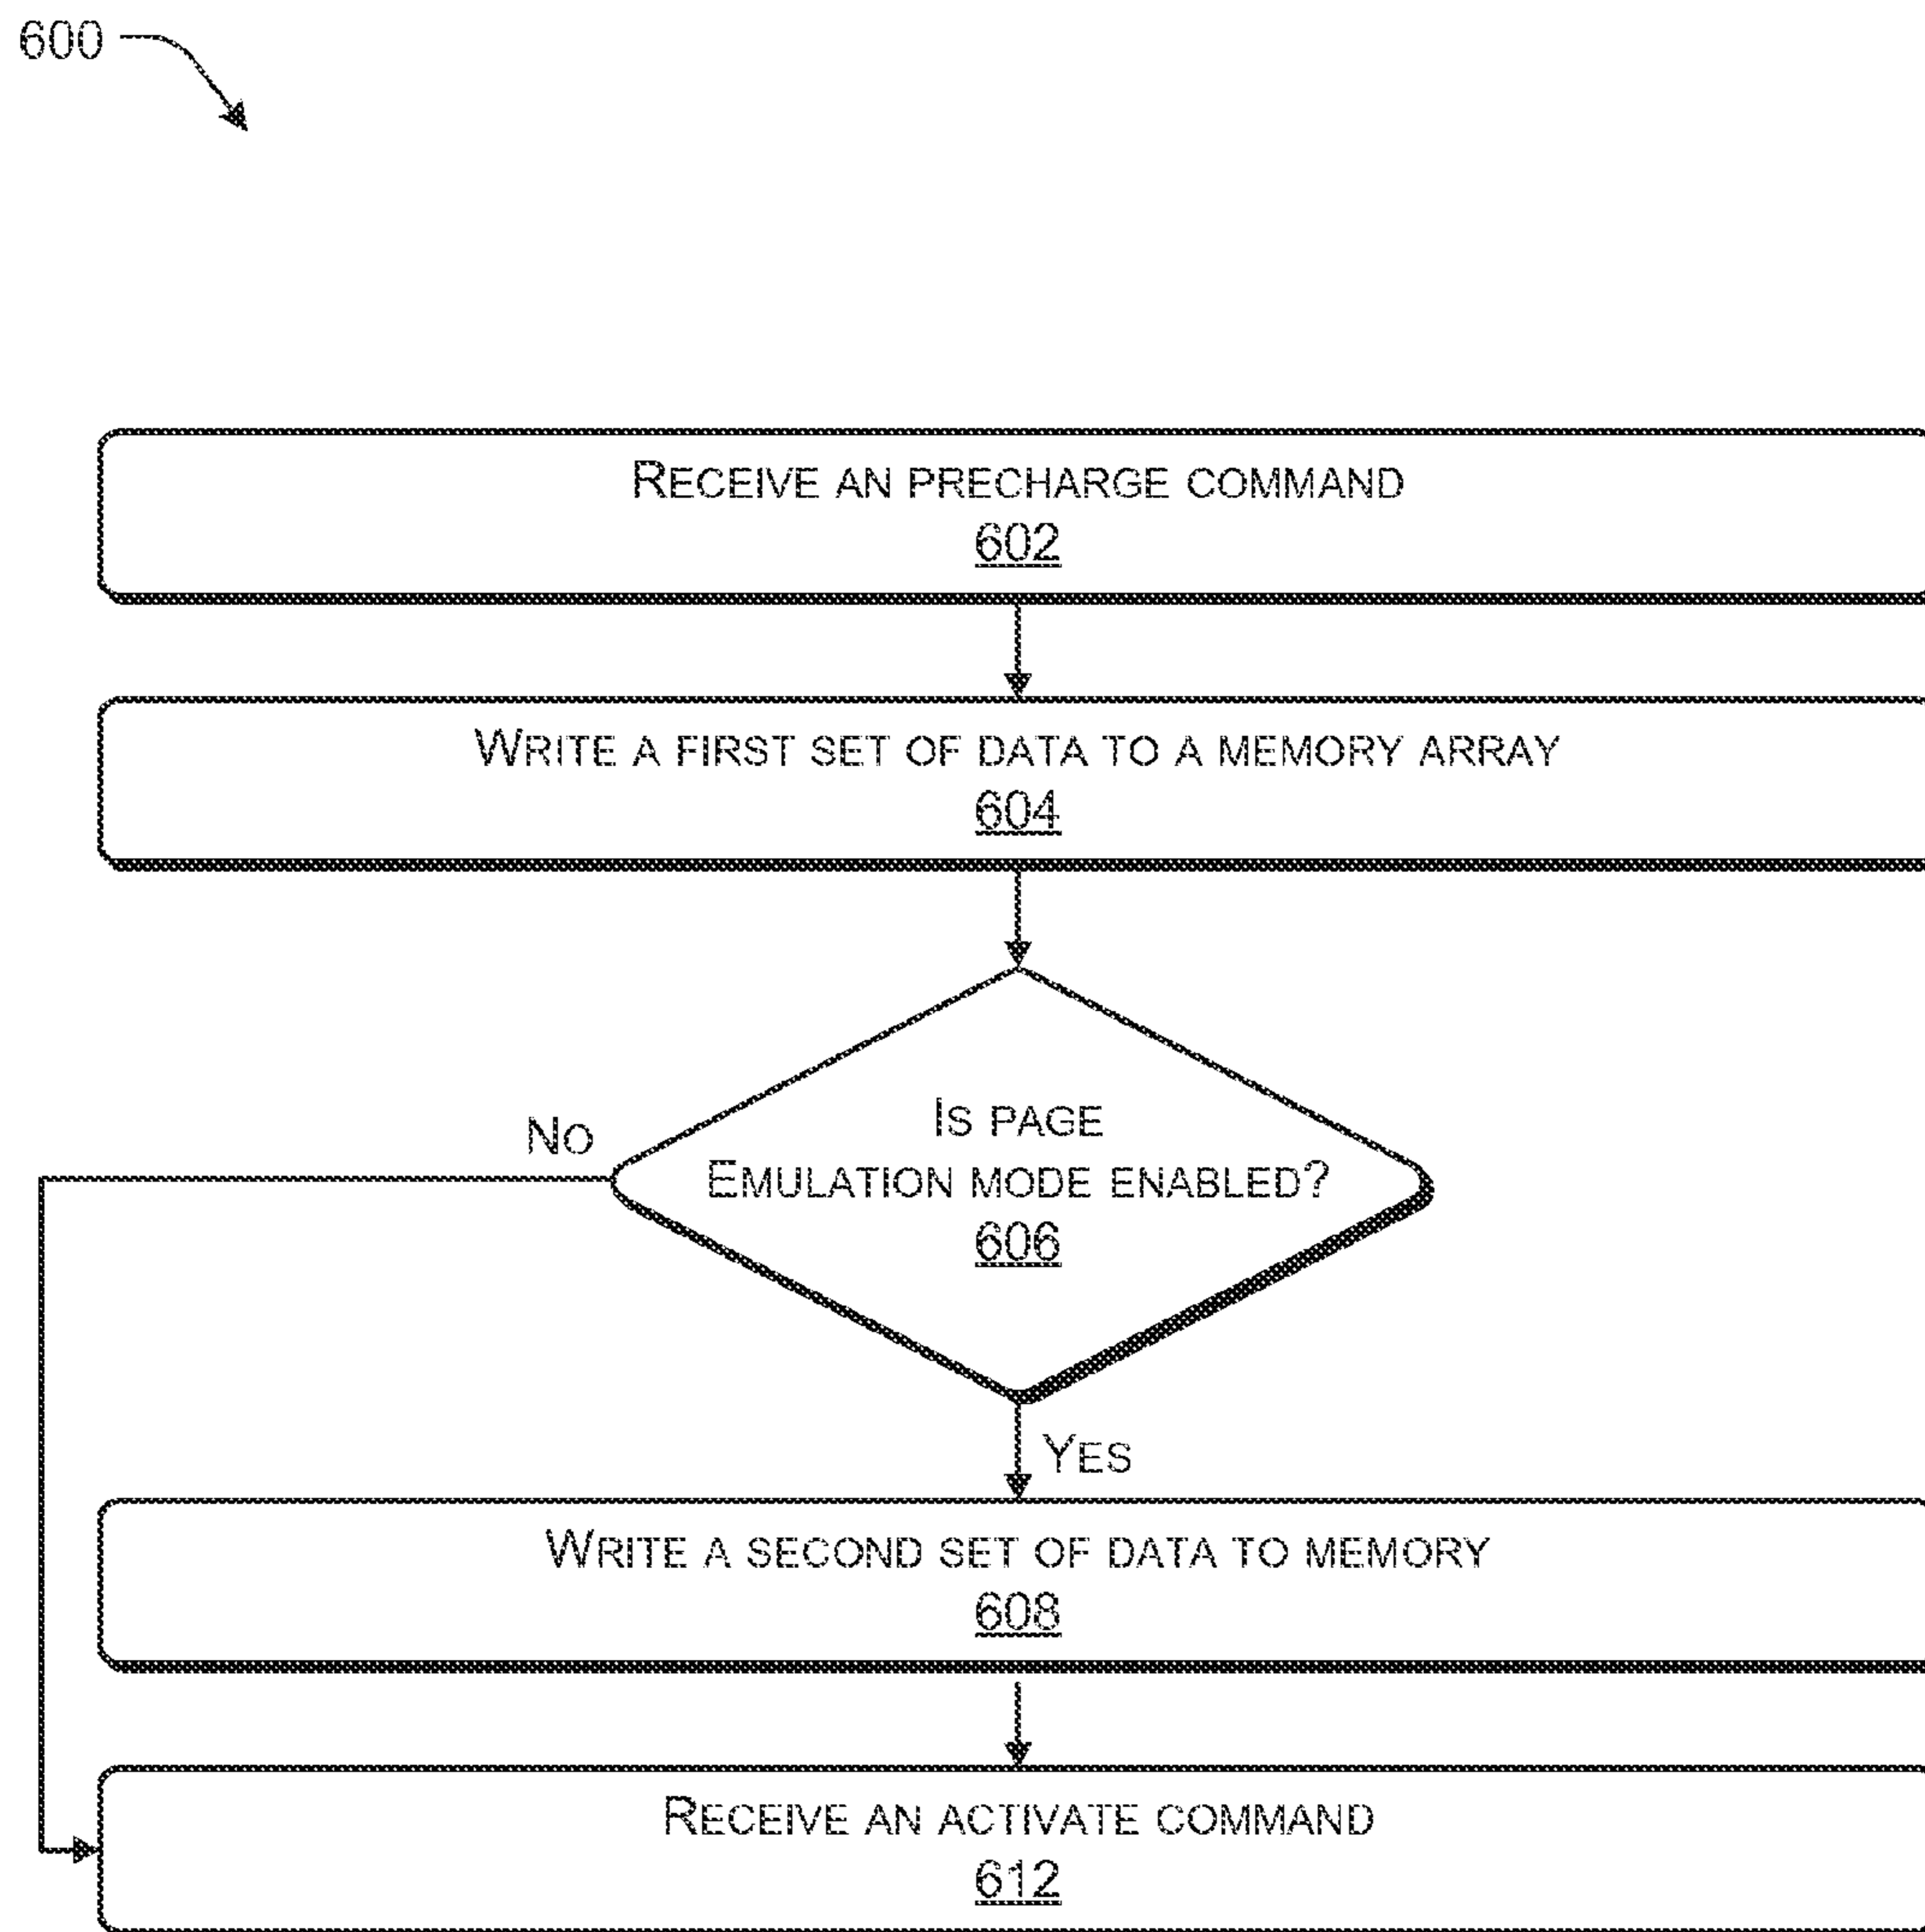 600
RECEIVE AN PRECHARGE COMMAND
602
WRITE A FIRST SET OF DATA TO A MEMORY ARRAY
604
IS PAGE
EMULATION MODE ENABLED?
606
NO
YES
WRITE A SECOND SET OF DATA TO MEMORY
608
RECEIVE AN ACTIVATE COMMAND
612